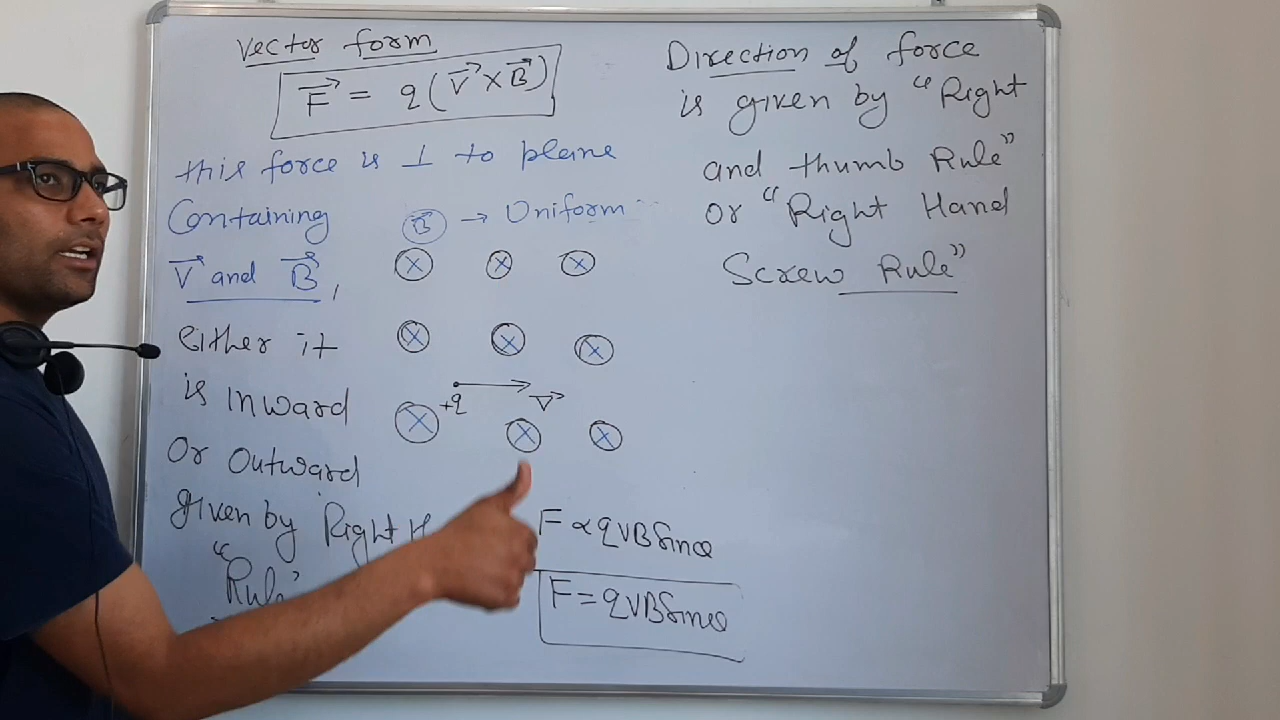 Vector form
F⃗ = q(V⃗ × B⃗)
this force is ⊥ to plane
Containing
V⃗ and B⃗,
either it
is Inward
Or Outward
given by Right H
"Rule"
B⃗ → Uniform
+q
V⃗
F ∝ qVBSinθ
F = qVBSinθ
Direction of force
is given by "Right
and thumb Rule"
or "Right Hand
Screw Rule"